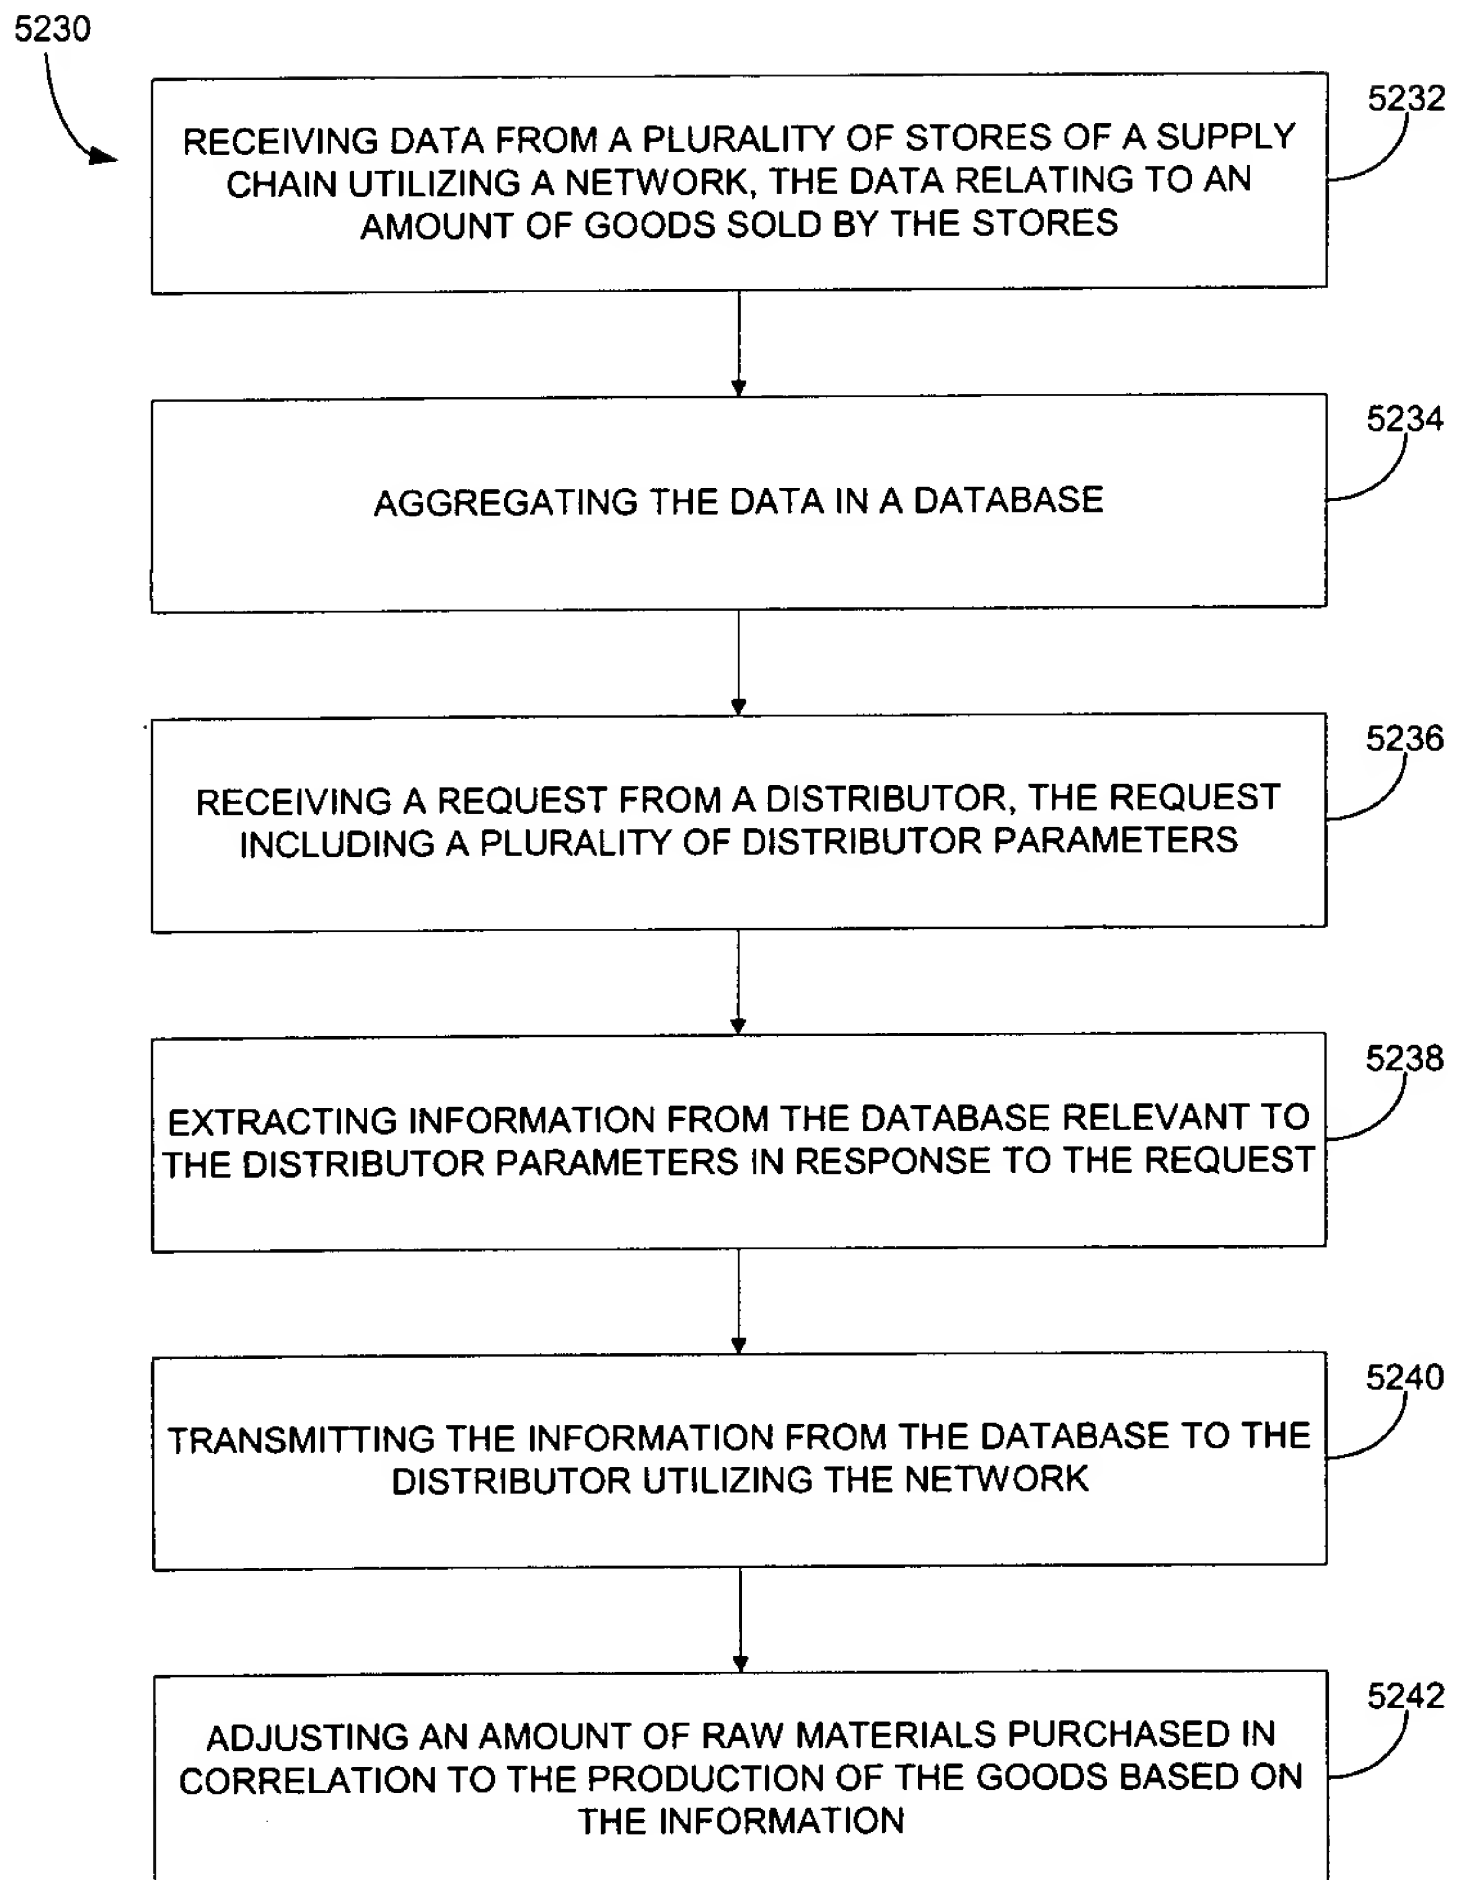 5230
5232
RECEIVING DATA FROM A PLURALITY OF STORES OF A SUPPLY
CHAIN UTILIZING A NETWORK, THE DATA RELATING TO AN
AMOUNT OF GOODS SOLD BY THE STORES
5234
AGGREGATING THE DATA IN A DATABASE
5236
RECEIVING A REQUEST FROM A DISTRIBUTOR, THE REQUEST
INCLUDING A PLURALITY OF DISTRIBUTOR PARAMETERS
5238
EXTRACTING INFORMATION FROM THE DATABASE RELEVANT TO
THE DISTRIBUTOR PARAMETERS IN RESPONSE TO THE REQUEST
5240
TRANSMITTING THE INFORMATION FROM THE DATABASE TO THE
DISTRIBUTOR UTILIZING THE NETWORK
5242
ADJUSTING AN AMOUNT OF RAW MATERIALS PURCHASED IN
CORRELATION TO THE PRODUCTION OF THE GOODS BASED ON
THE INFORMATION